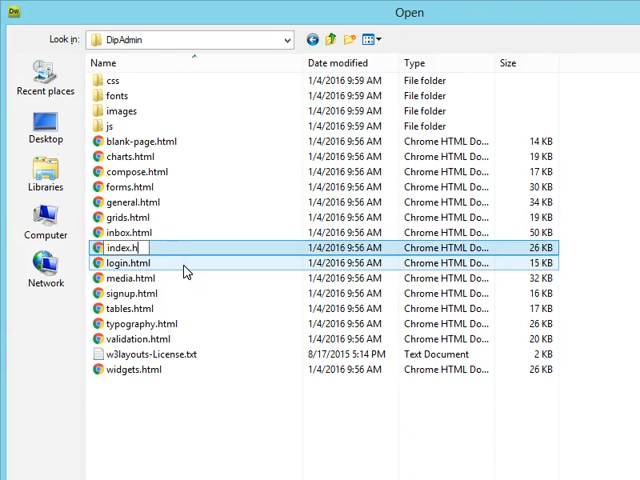 Dw
Open
Look in: DipAdmin
Name Date modified Type Size
css 1/4/2016 9:59 AM File folder
fonts 1/4/2016 9:59 AM File folder
images 1/4/2016 9:59 AM File folder
js 1/4/2016 9:59 AM File folder
blank-page.html 1/4/2016 9:56 AM Chrome HTML Do... 14 KB
charts.html 1/4/2016 9:56 AM Chrome HTML Do... 19 KB
compose.html 1/4/2016 9:56 AM Chrome HTML Do... 17 KB
forms.html 1/4/2016 9:56 AM Chrome HTML Do... 30 KB
general.html 1/4/2016 9:56 AM Chrome HTML Do... 34 KB
grids.html 1/4/2016 9:56 AM Chrome HTML Do... 19 KB
inbox.html 1/4/2016 9:56 AM Chrome HTML Do... 50 KB
index.h 1/4/2016 9:56 AM Chrome HTML Do... 26 KB
login.html 1/4/2016 9:56 AM Chrome HTML Do... 15 KB
media.html 1/4/2016 9:56 AM Chrome HTML Do... 32 KB
signup.html 1/4/2016 9:56 AM Chrome HTML Do... 16 KB
tables.html 1/4/2016 9:56 AM Chrome HTML Do... 17 KB
typography.html 1/4/2016 9:56 AM Chrome HTML Do... 26 KB
validation.html 1/4/2016 9:56 AM Chrome HTML Do... 20 KB
w3layouts-License.txt 8/17/2015 5:14 PM Text Document 2 KB
widgets.html 1/4/2016 9:56 AM Chrome HTML Do... 26 KB
Recent places
Desktop
Libraries
Computer
Network